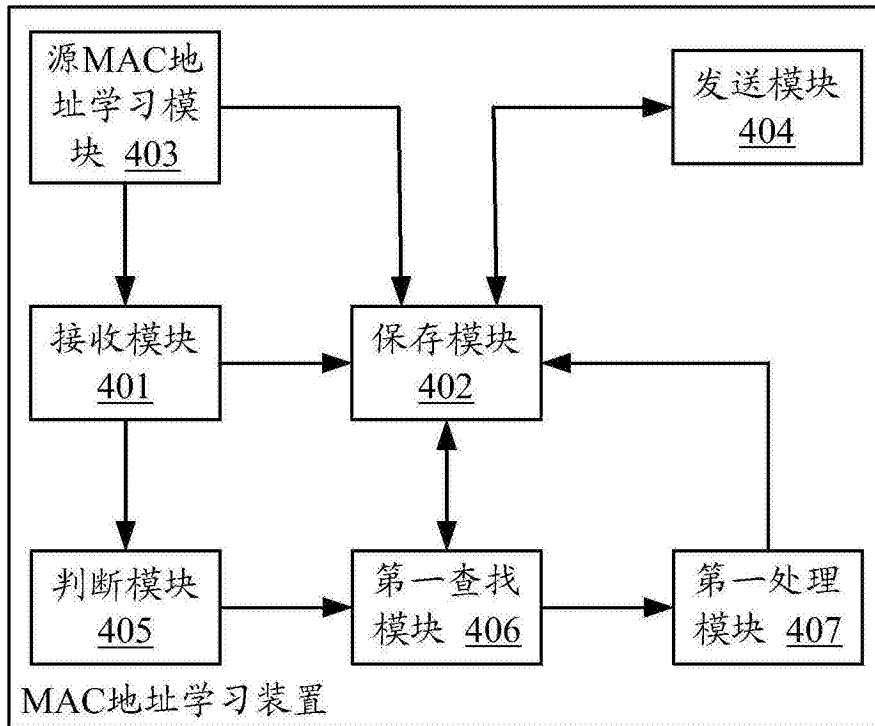 源MAC地
址学习模
块 403
发送模块
404
接收模块
401
保存模块
402
判断模块
405
第一查找
模块 406
第一处理
模块 407
MAC地址学习装置